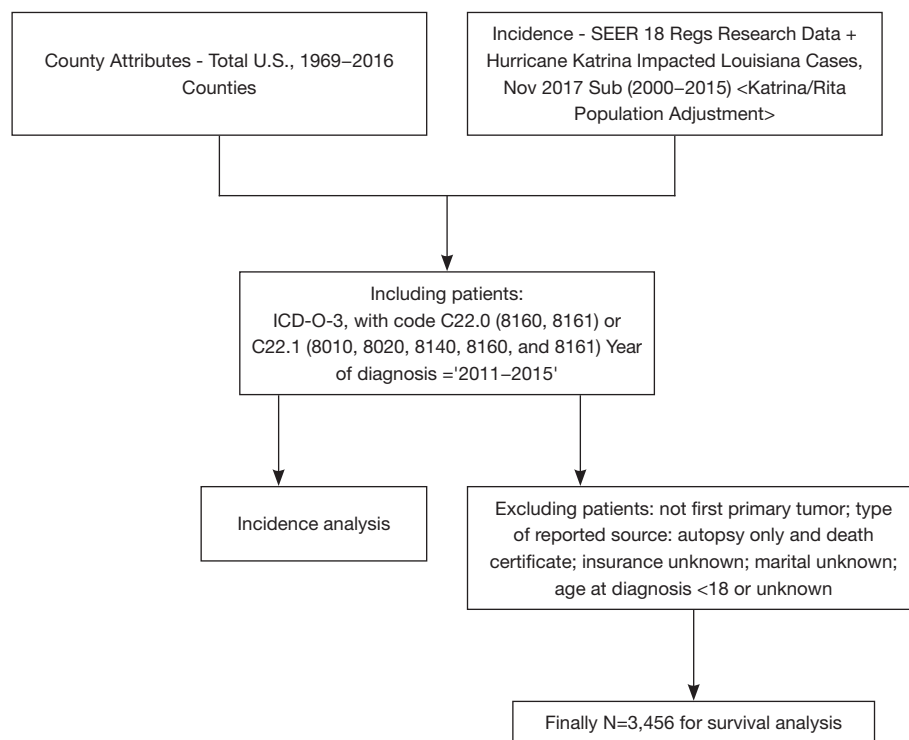 County Attributes - Total U.S., 1969–2016
Counties
Incidence - SEER 18 Regs Research Data +
Hurricane Katrina Impacted Louisiana Cases,
Nov 2017 Sub (2000–2015) <Katrina/Rita
Population Adjustment>
Including patients:
ICD-O-3, with code C22.0 (8160, 8161) or
C22.1 (8010, 8020, 8140, 8160, and 8161) Year
of diagnosis ='2011–2015'
Incidence analysis
Excluding patients: not first primary tumor; type
of reported source: autopsy only and death
certificate; insurance unknown; marital unknown;
age at diagnosis <18 or unknown
Finally N=3,456 for survival analysis